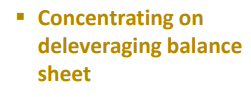 ▪ Concentrating on
deleveraging balance
sheet